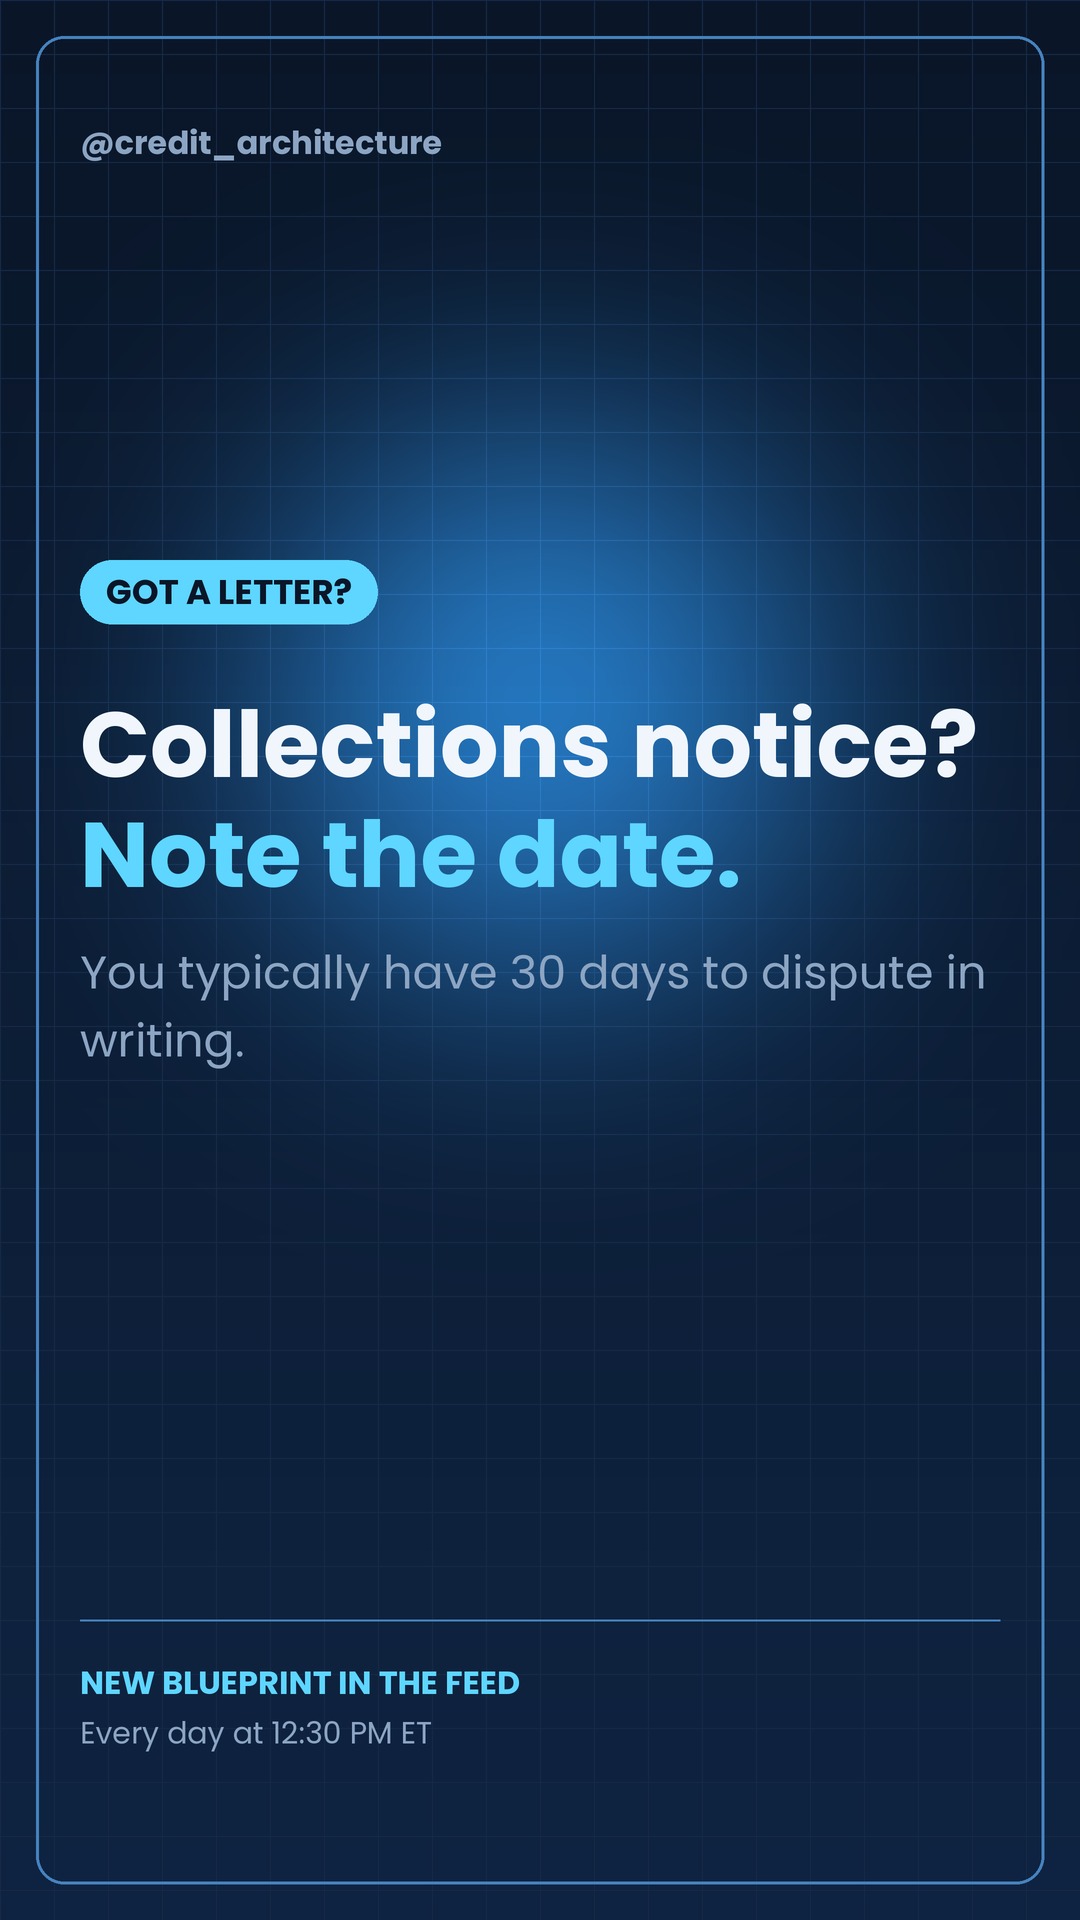 @credit_architecture
GOT A LETTER?
Collections notice?
Note the date.
You typically have 30 days to dispute in
writing.
NEW BLUEPRINT IN THE FEED
Every day at 12:30 PM ET